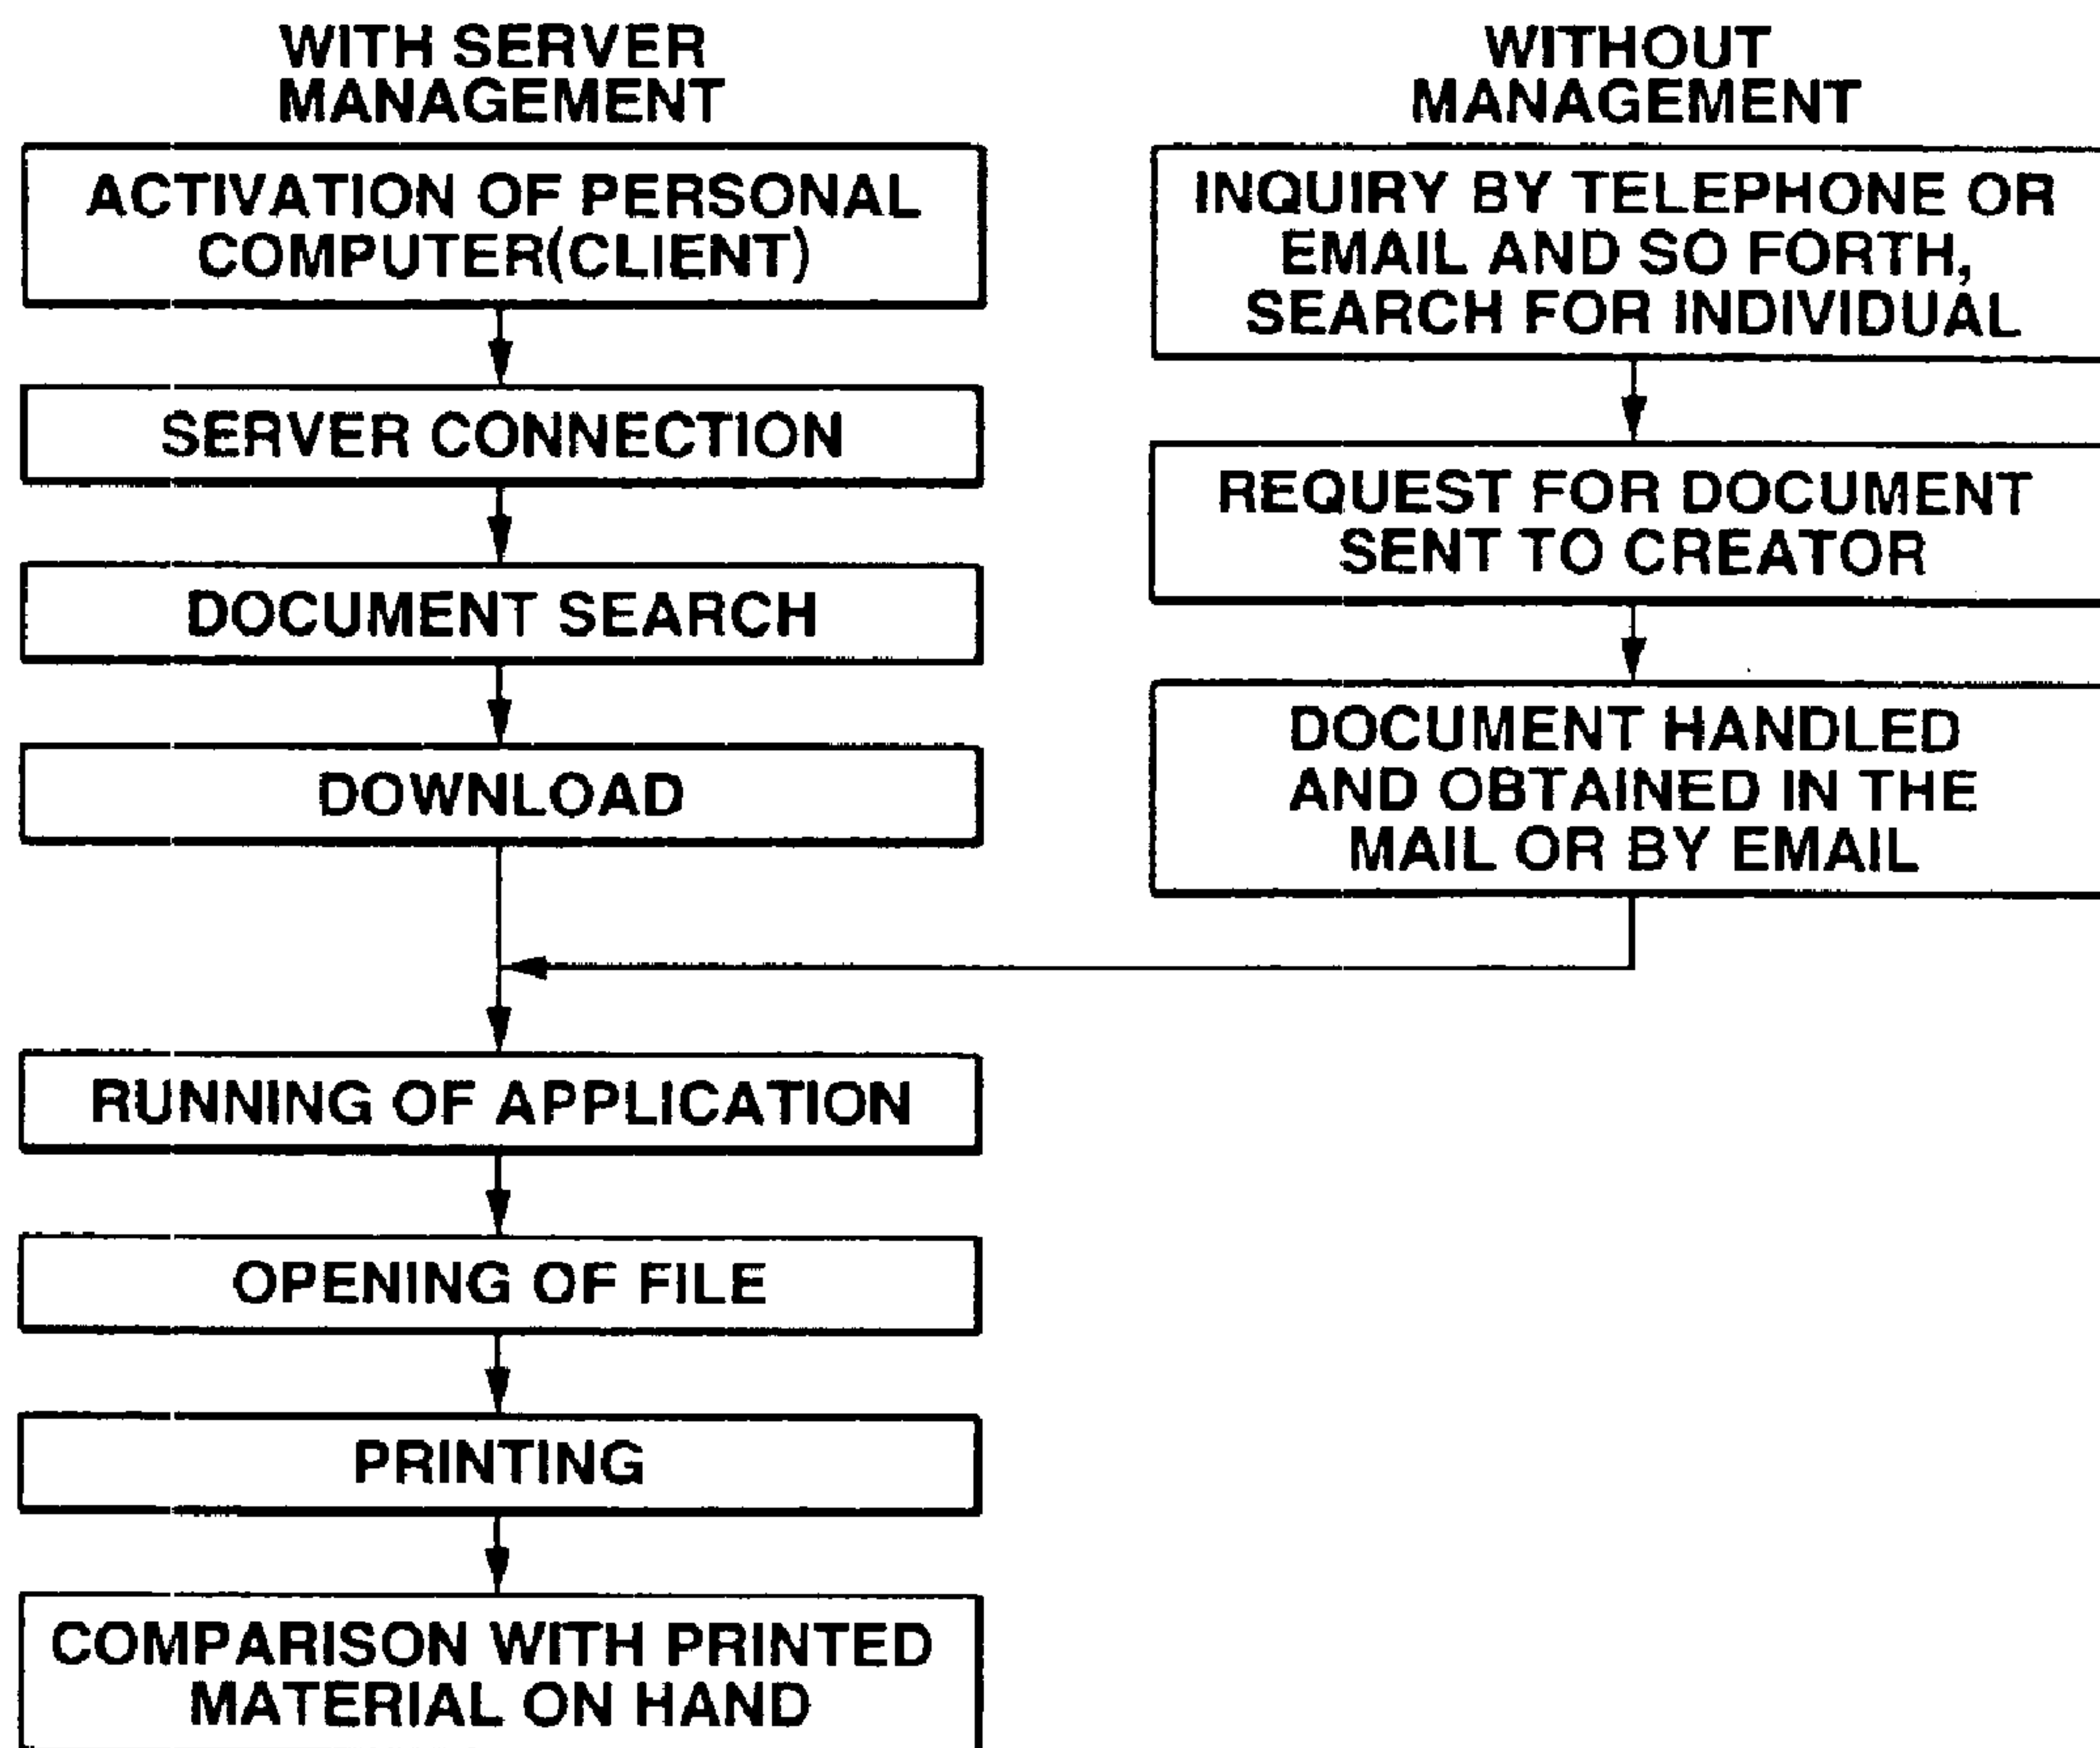 WITH SERVER
MANAGEMENT
ACTIVATION OF PERSONAL
COMPUTER(CLIENT)
SERVER CONNECTION
DOCUMENT SEARCH
DOWNLOAD
WITHOUT
MANAGEMENT
INQUIRY BY TELEPHONE OR
EMAIL AND SO FORTH,
SEARCH FOR INDIVIDUAL
REQUEST FOR DOCUMENT
SENT TO CREATOR
DOCUMENT HANDLED
AND OBTAINED IN THE
MAIL OR BY EMAIL
RUNNING OF APPLICATION
OPENING OF FILE
PRINTING
COMPARISON WITH PRINTED
MATERIAL ON HAND